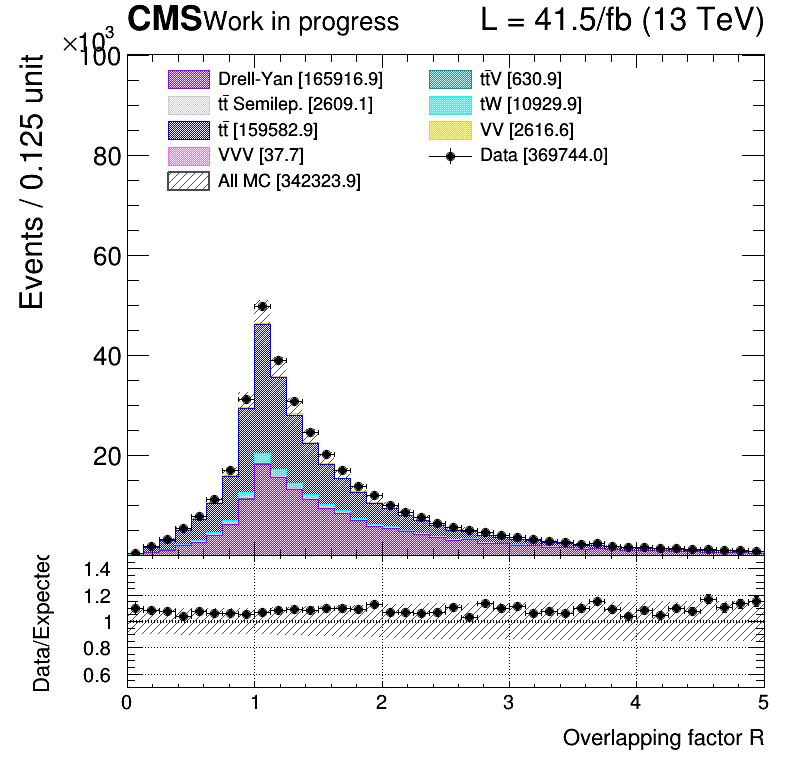 CMS Work in progress L = 41.5/fb (13 TeV)
×10³
Events / 0.125 unit
100
80
60
40
20
Drell-Yan [165916.9]
tt̄ Semilep. [2609.1]
tt̄ [159582.9]
VVV [37.7]
All MC [342323.9]
tt̄V [630.9]
tW [10929.9]
VV [2616.6]
Data [369744.0]
Data/Expected
1.4
1.2
1
0.8
0.6
0 1 2 3 4 5
Overlapping factor R